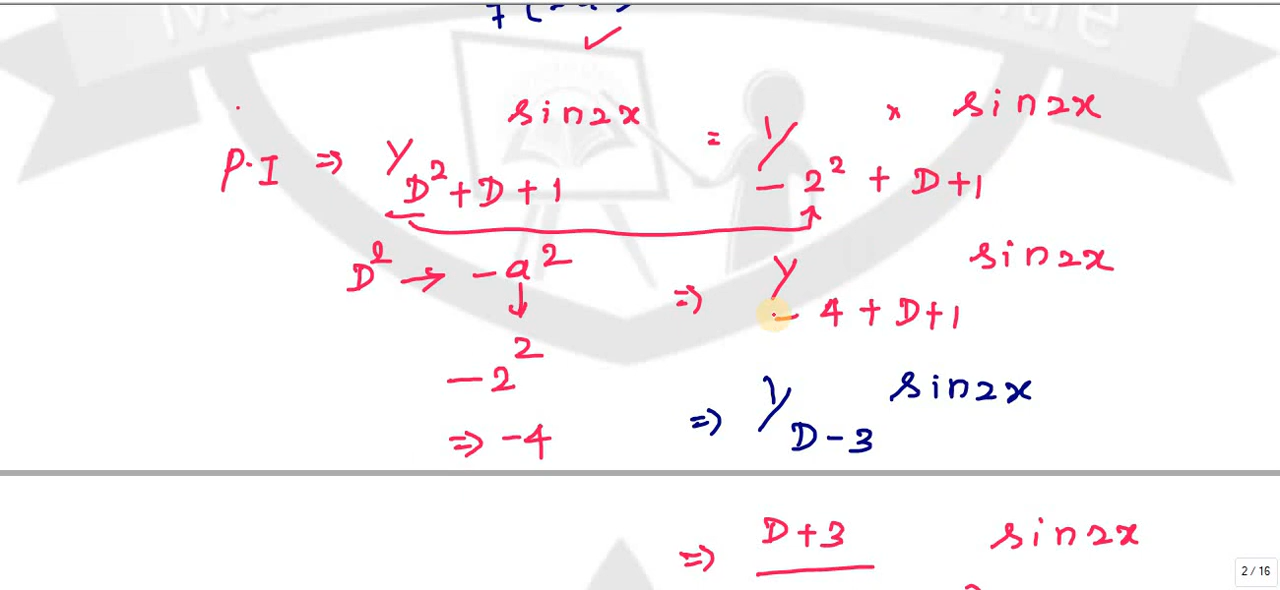 sin2x = 1/ × sin2x
P.I ⇒ 1/D²+D+1 -2²+D+1
D² → -a² sin2x
↓ ⇒ 1/-4+D+1
-2² sin2x
⇒ -4 ⇒ 1/D-3
⇒ D+3 sin2x
2 / 16